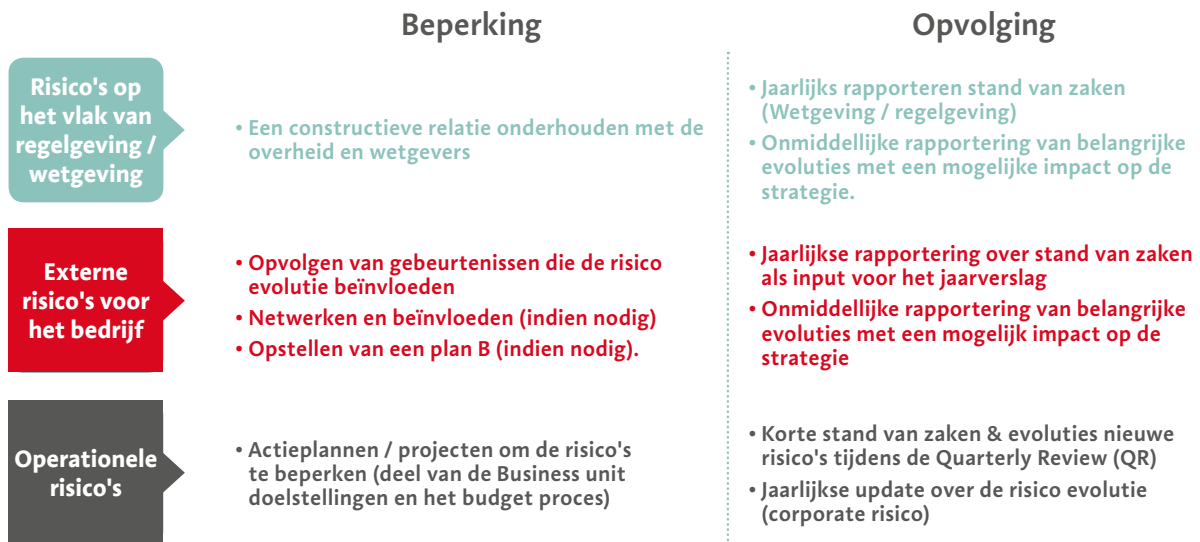 Beperking
Opvolging
Risico's op
het vlak van
regelgeving /
wetgeving
• Een constructieve relatie onderhouden met de
overheid en wetgevers
• Jaarlijks rapporteren stand van zaken
(Wetgeving / regelgeving)
• Onmiddellijke rapportering van belangrijke
evoluties met een mogelijke impact op de
strategie.
Externe
risico's voor
het bedrijf
• Opvolgen van gebeurtenissen die de risico
evolutie beïnvloeden
• Netwerken en beïnvloeden (indien nodig)
• Opstellen van een plan B (indien nodig).
• Jaarlijkse rapportering over stand van zaken
als input voor het jaarverslag
• Onmiddellijke rapportering van belangrijke
evoluties met een mogelijk impact op de
strategie
Operationele
risico's
• Actieplannen / projecten om de risico's
te beperken (deel van de Business unit
doelstellingen en het budget proces)
• Korte stand van zaken & evoluties nieuwe
risico's tijdens de Quarterly Review (QR)
• Jaarlijkse update over de risico evolutie
(corporate risico)